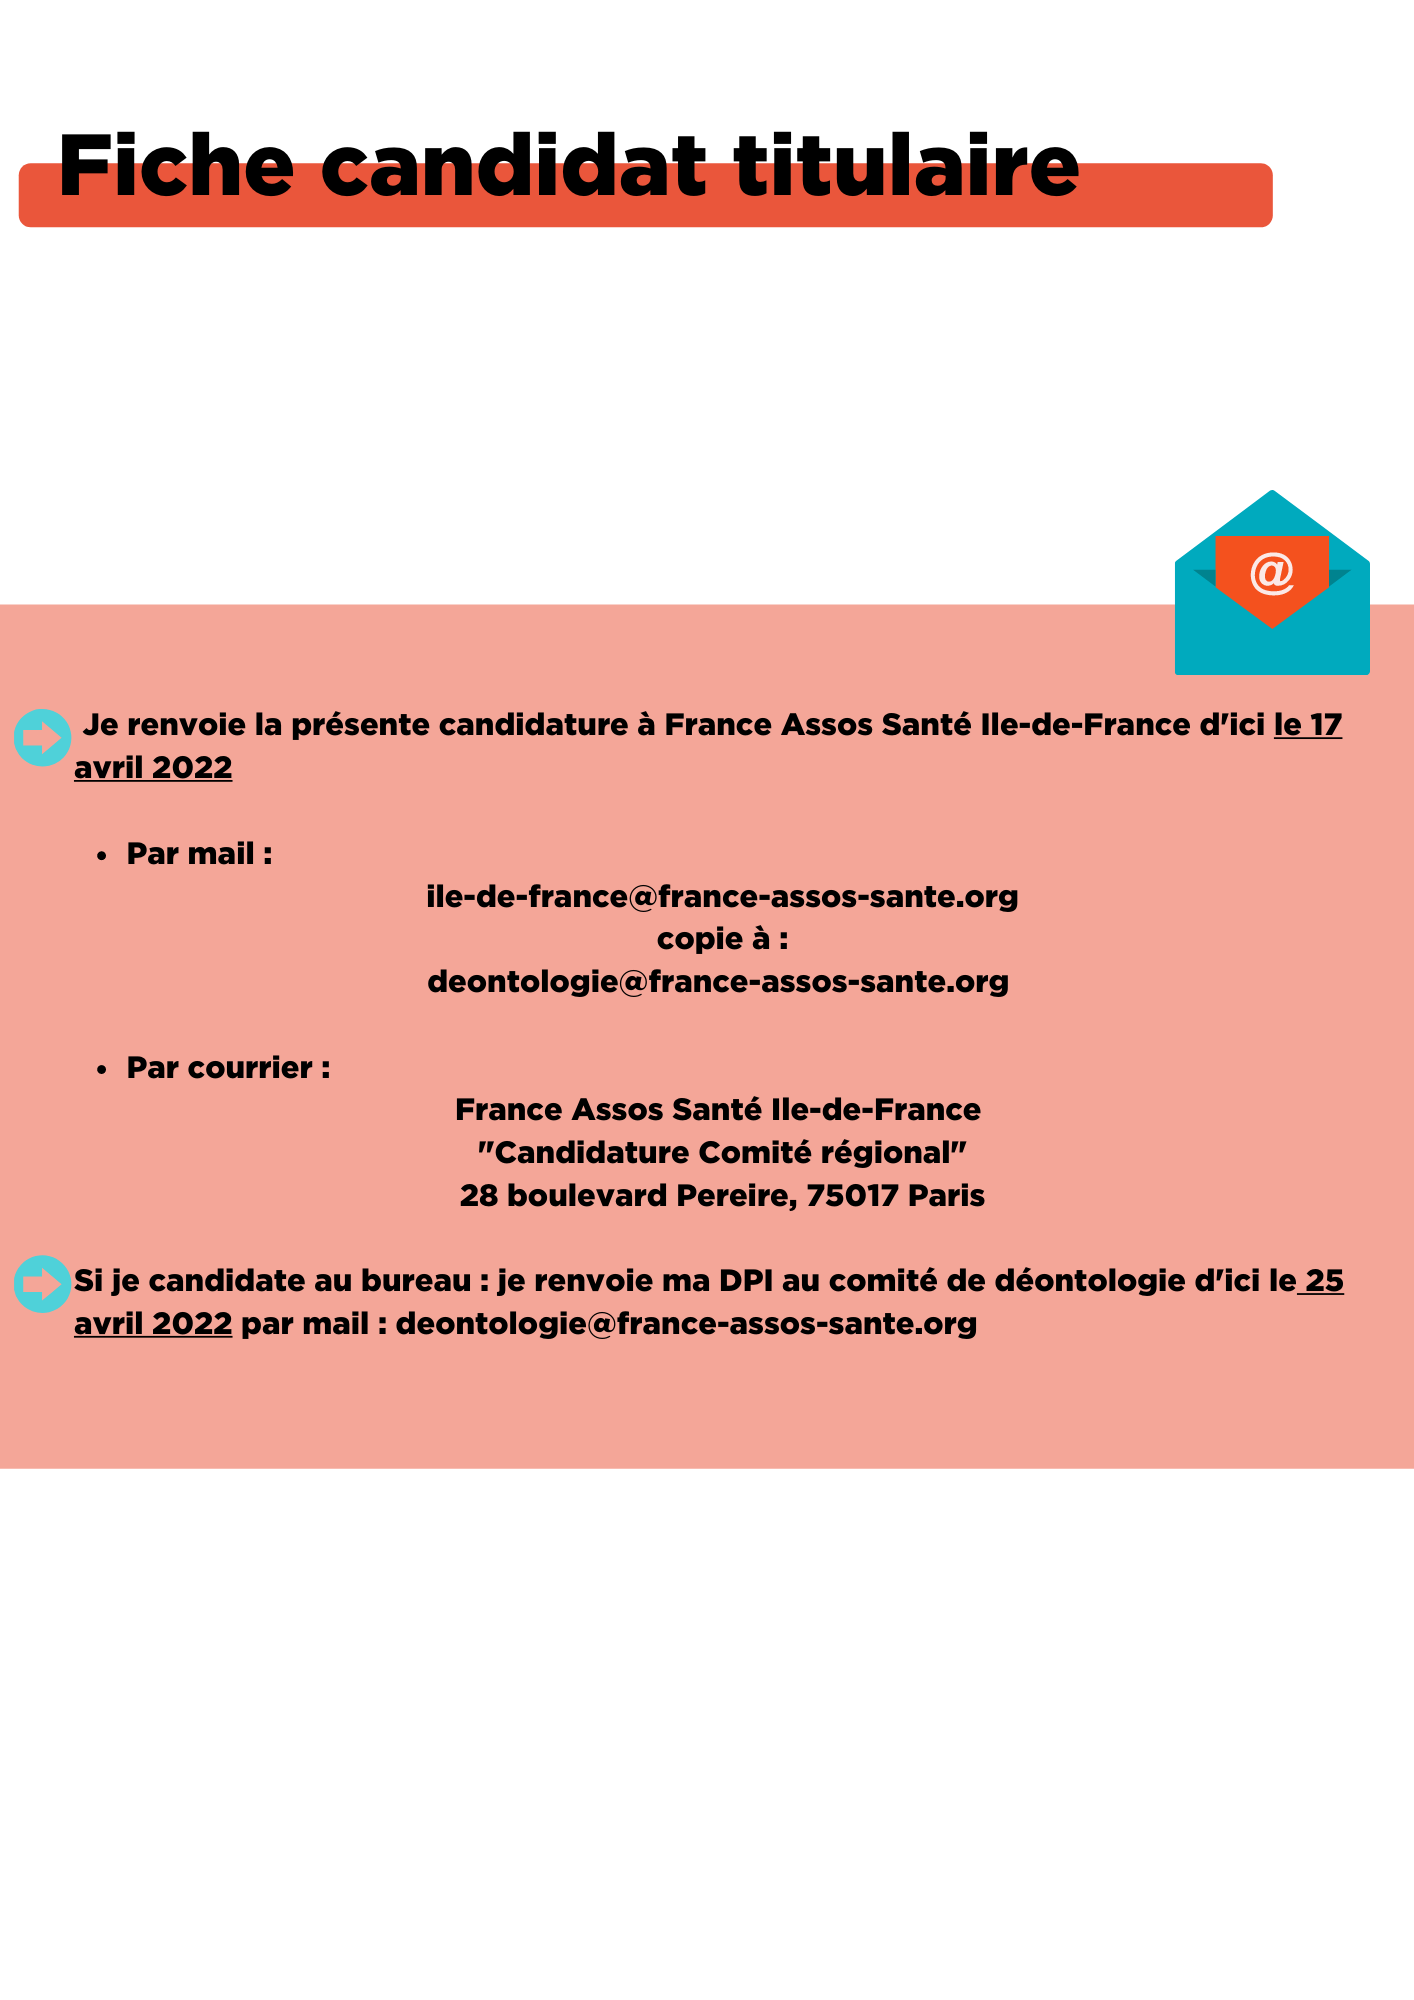 Fiche candidat titulaire
@
Je renvoie la présente candidature à France Assos Santé Ile-de-France d'ici le 17
avril 2022
• Par mail :
ile-de-france@france-assos-sante.org
copie à :
deontologie@france-assos-sante.org
• Par courrier :
France Assos Santé Ile-de-France
"Candidature Comité régional"
28 boulevard Pereire, 75017 Paris
Si je candidate au bureau : je renvoie ma DPI au comité de déontologie d'ici le 25
avril 2022 par mail : deontologie@france-assos-sante.org